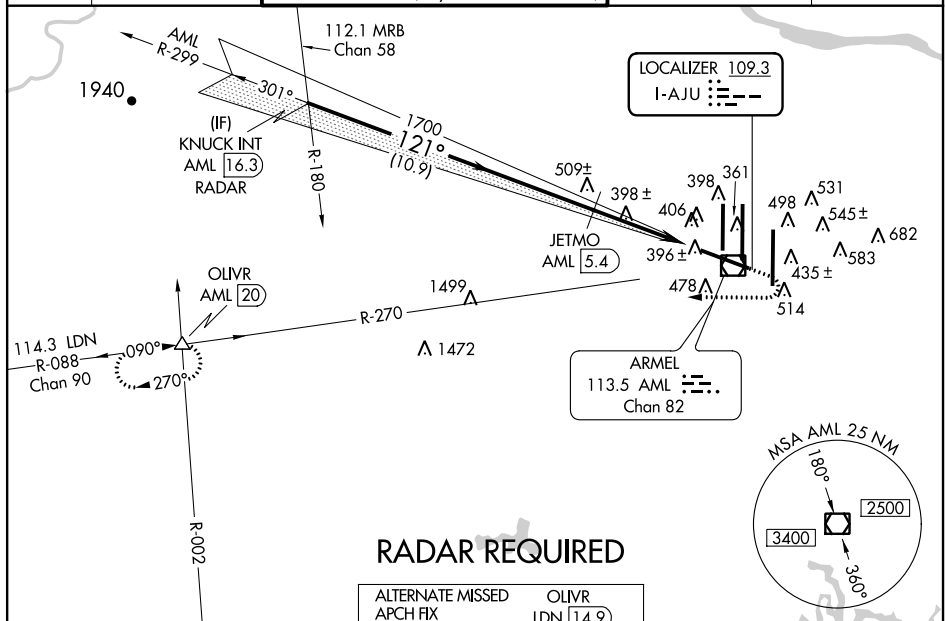 AML
R-299
112.1 MRB
Chan 58
1940
301°
(IF)
KNUCK INT
AML 16.3
RADAR
R-180
1700
121°
(10.9)
LOCALIZER 109.3
I-AJU
509±
398 ±
JETMO
AML 5.4
406
398
361
396 ±
498
531
545 ±
682
583
435 ±
478
514
OLIVR
AML 20
1499
R-270
1472
114.3 LDN
R-088
Chan 90
090°
270°
R-002
ARMEL
113.5 AML
Chan 82
MSA AML 25 NM
180°
2500
3400
360°
RADAR REQUIRED
ALTERNATE MISSED
APCH FIX
OLIVR
LDN 14.9